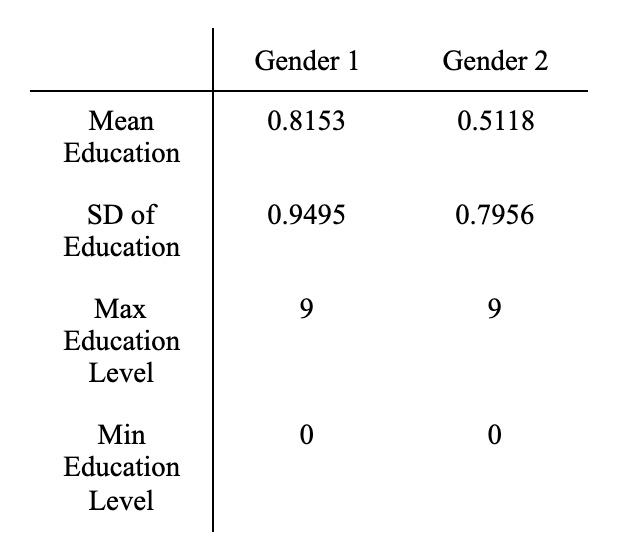 Gender 1 Gender 2
Mean 0.8153 0.5118
Education
SD of 0.9495 0.7956
Education
Max 9 9
Education
Level
Min 0 0
Education
Level